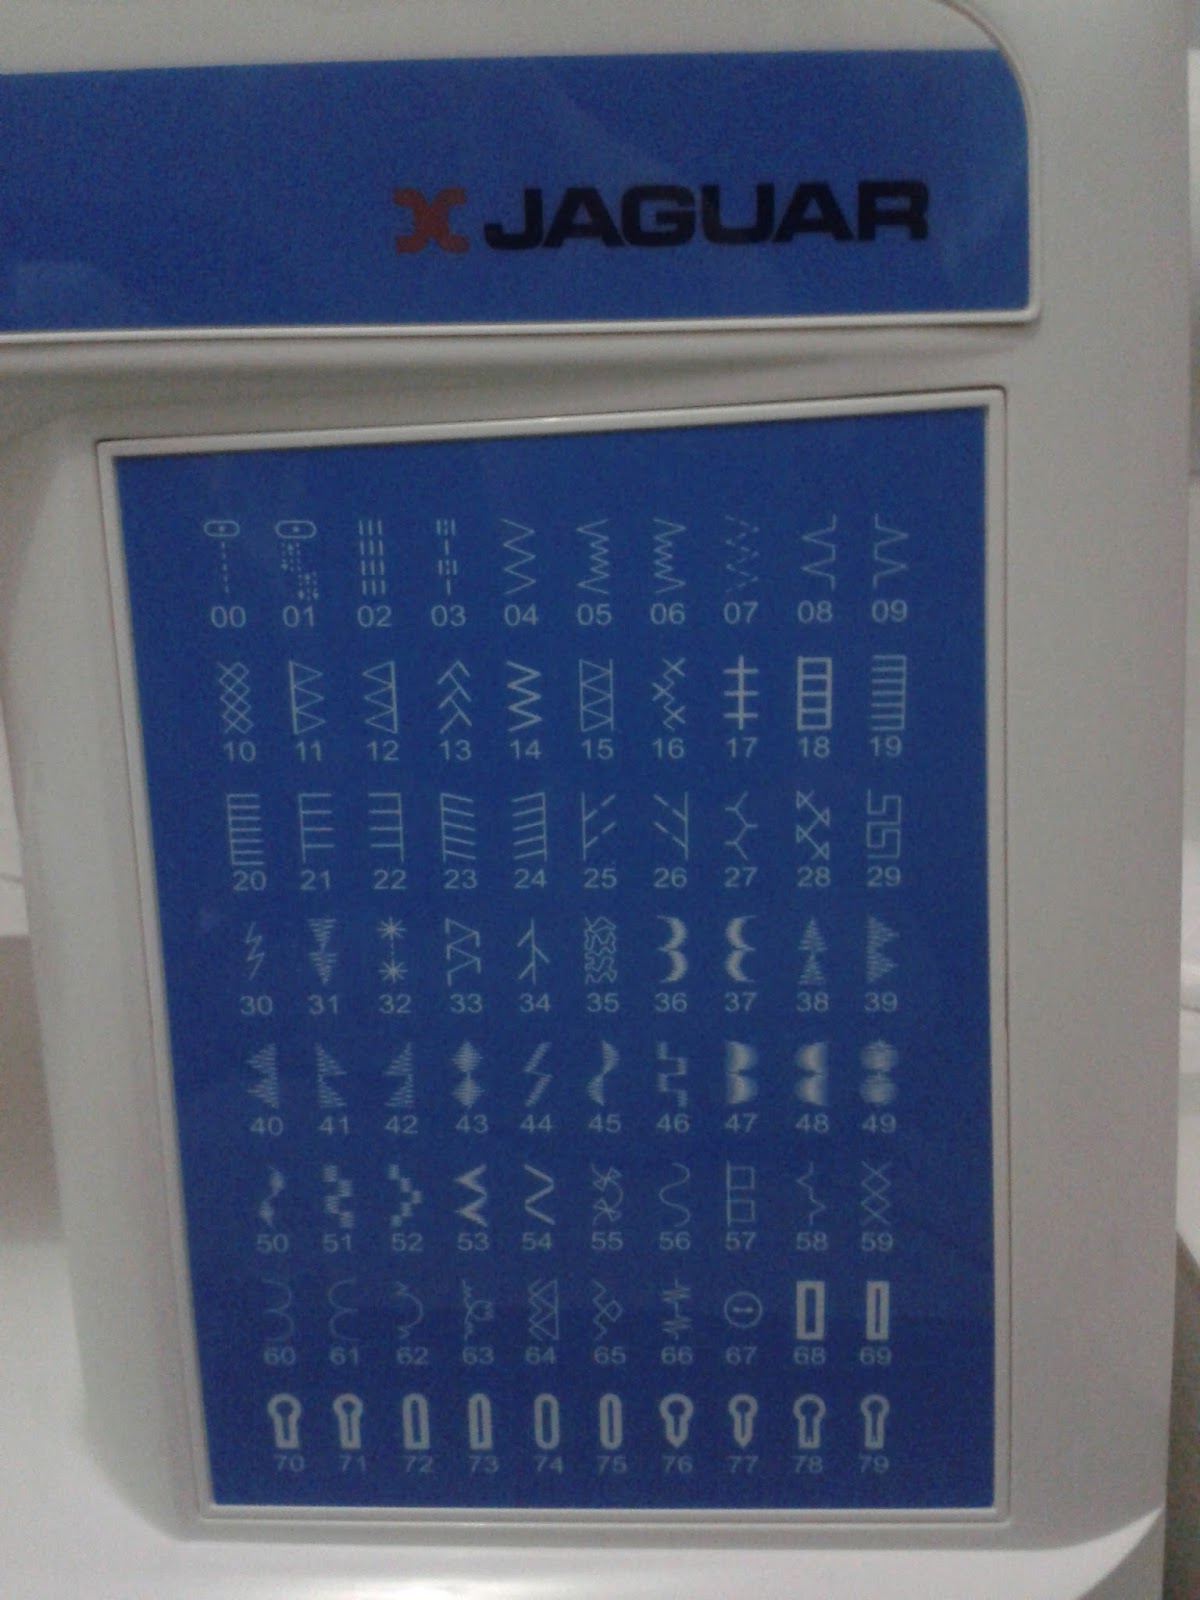 JAGUAR
00 01 02 03 04 05 06 07 08 09
10 11 12 13 14 15 16 17 18 19
20 21 22 23 24 25 26 27 28 29
30 31 32 33 34 35 36 37 38 39
40 41 42 43 44 45 46 47 48 49
50 51 52 53 54 55 56 57 58 59
60 61 62 63 64 65 66 67 68 69
70 71 72 73 74 75 76 77 78 79